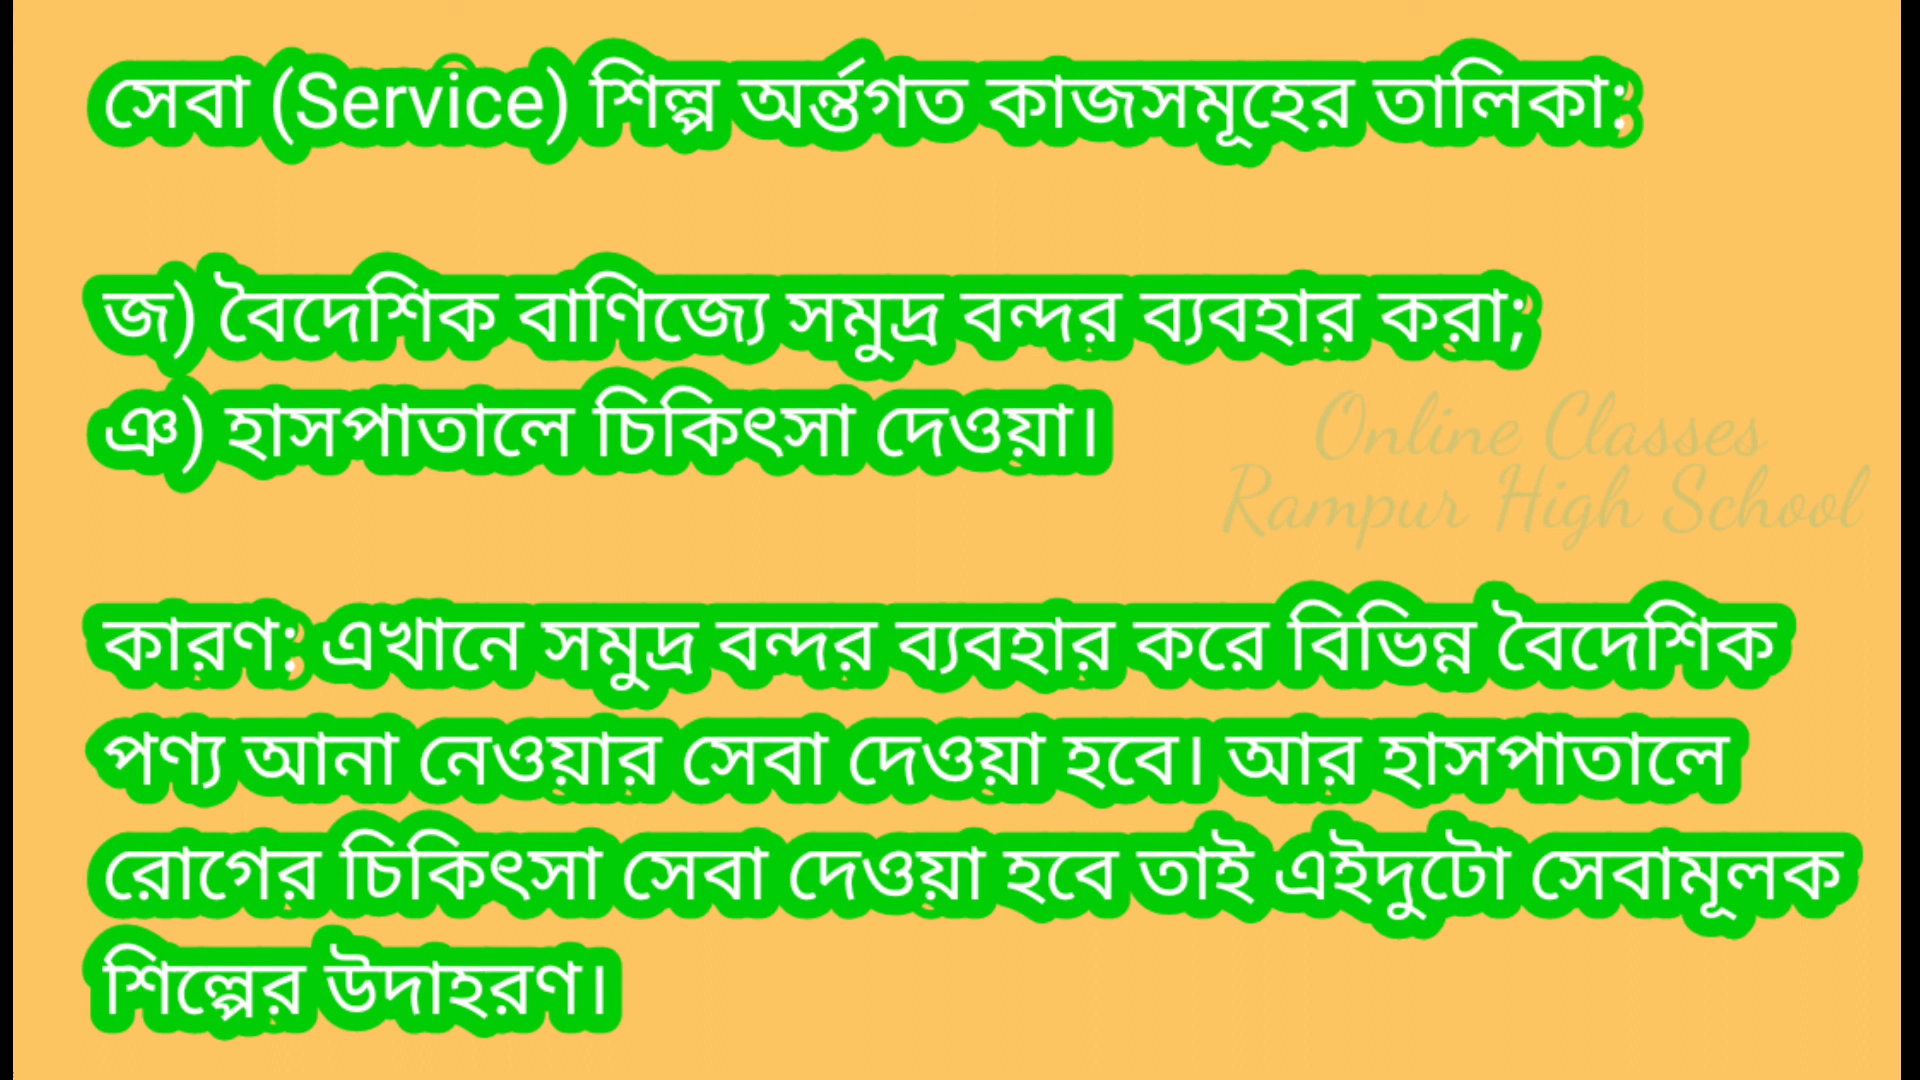 সেবা (Service) শিল্প অর্ন্তগত কাজসমূহের তালিকা:
জ) বৈদেশিক বাণিজ্যে সমুদ্র বন্দর ব্যবহার করা;
ঞ) হাসপাতালে চিকিৎসা দেওয়া।
Online Classes
Rampur High School
কারণ: এখানে সমুদ্র বন্দর ব্যবহার করে বিভিন্ন বৈদেশিক
পণ্য আনা নেওয়ার সেবা দেওয়া হবে। আর হাসপাতালে
রোগের চিকিৎসা সেবা দেওয়া হবে তাই এইদুটো সেবামূলক
শিল্পের উদাহরণ।